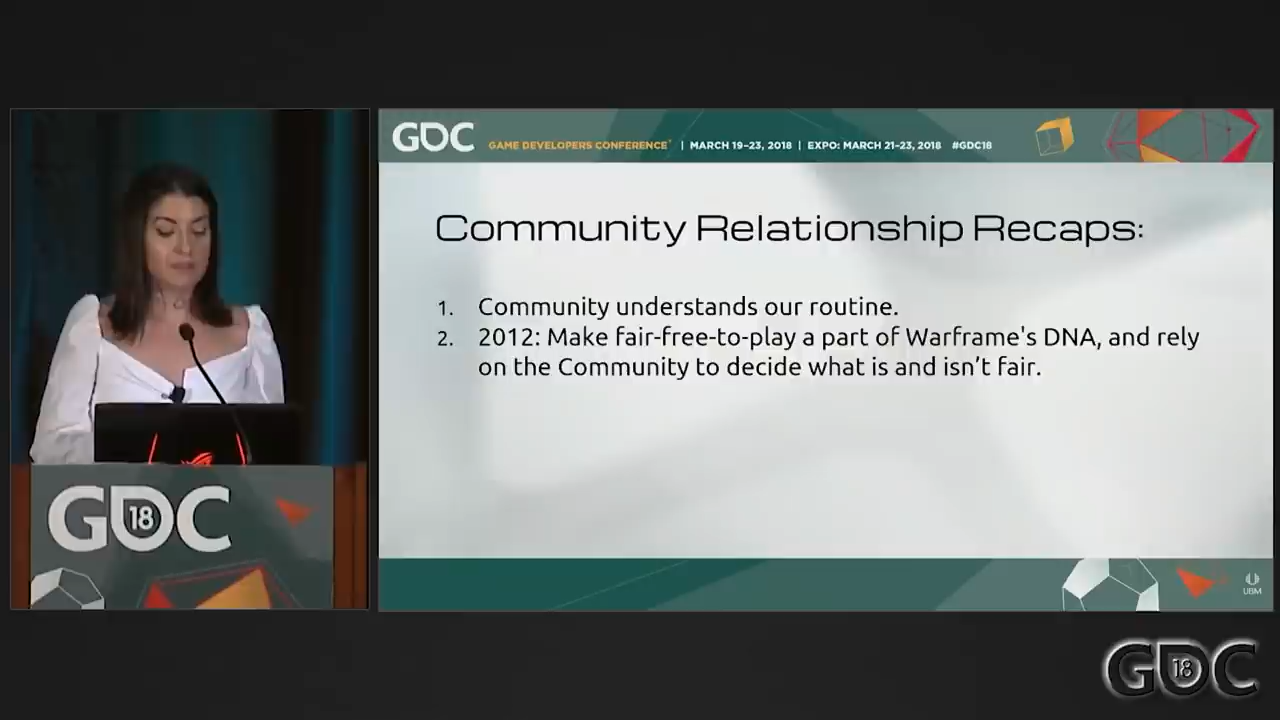 GDC GAME DEVELOPERS CONFERENCE | MARCH 19-23, 2018 | EXPO: MARCH 21-23, 2018 #GDC18
Community Relationship Recaps:
1. Community understands our routine.
2. 2012: Make fair-free-to-play a part of Warframe's DNA, and rely
on the Community to decide what is and isn't fair.
GDC
18
UBM
GDC
18